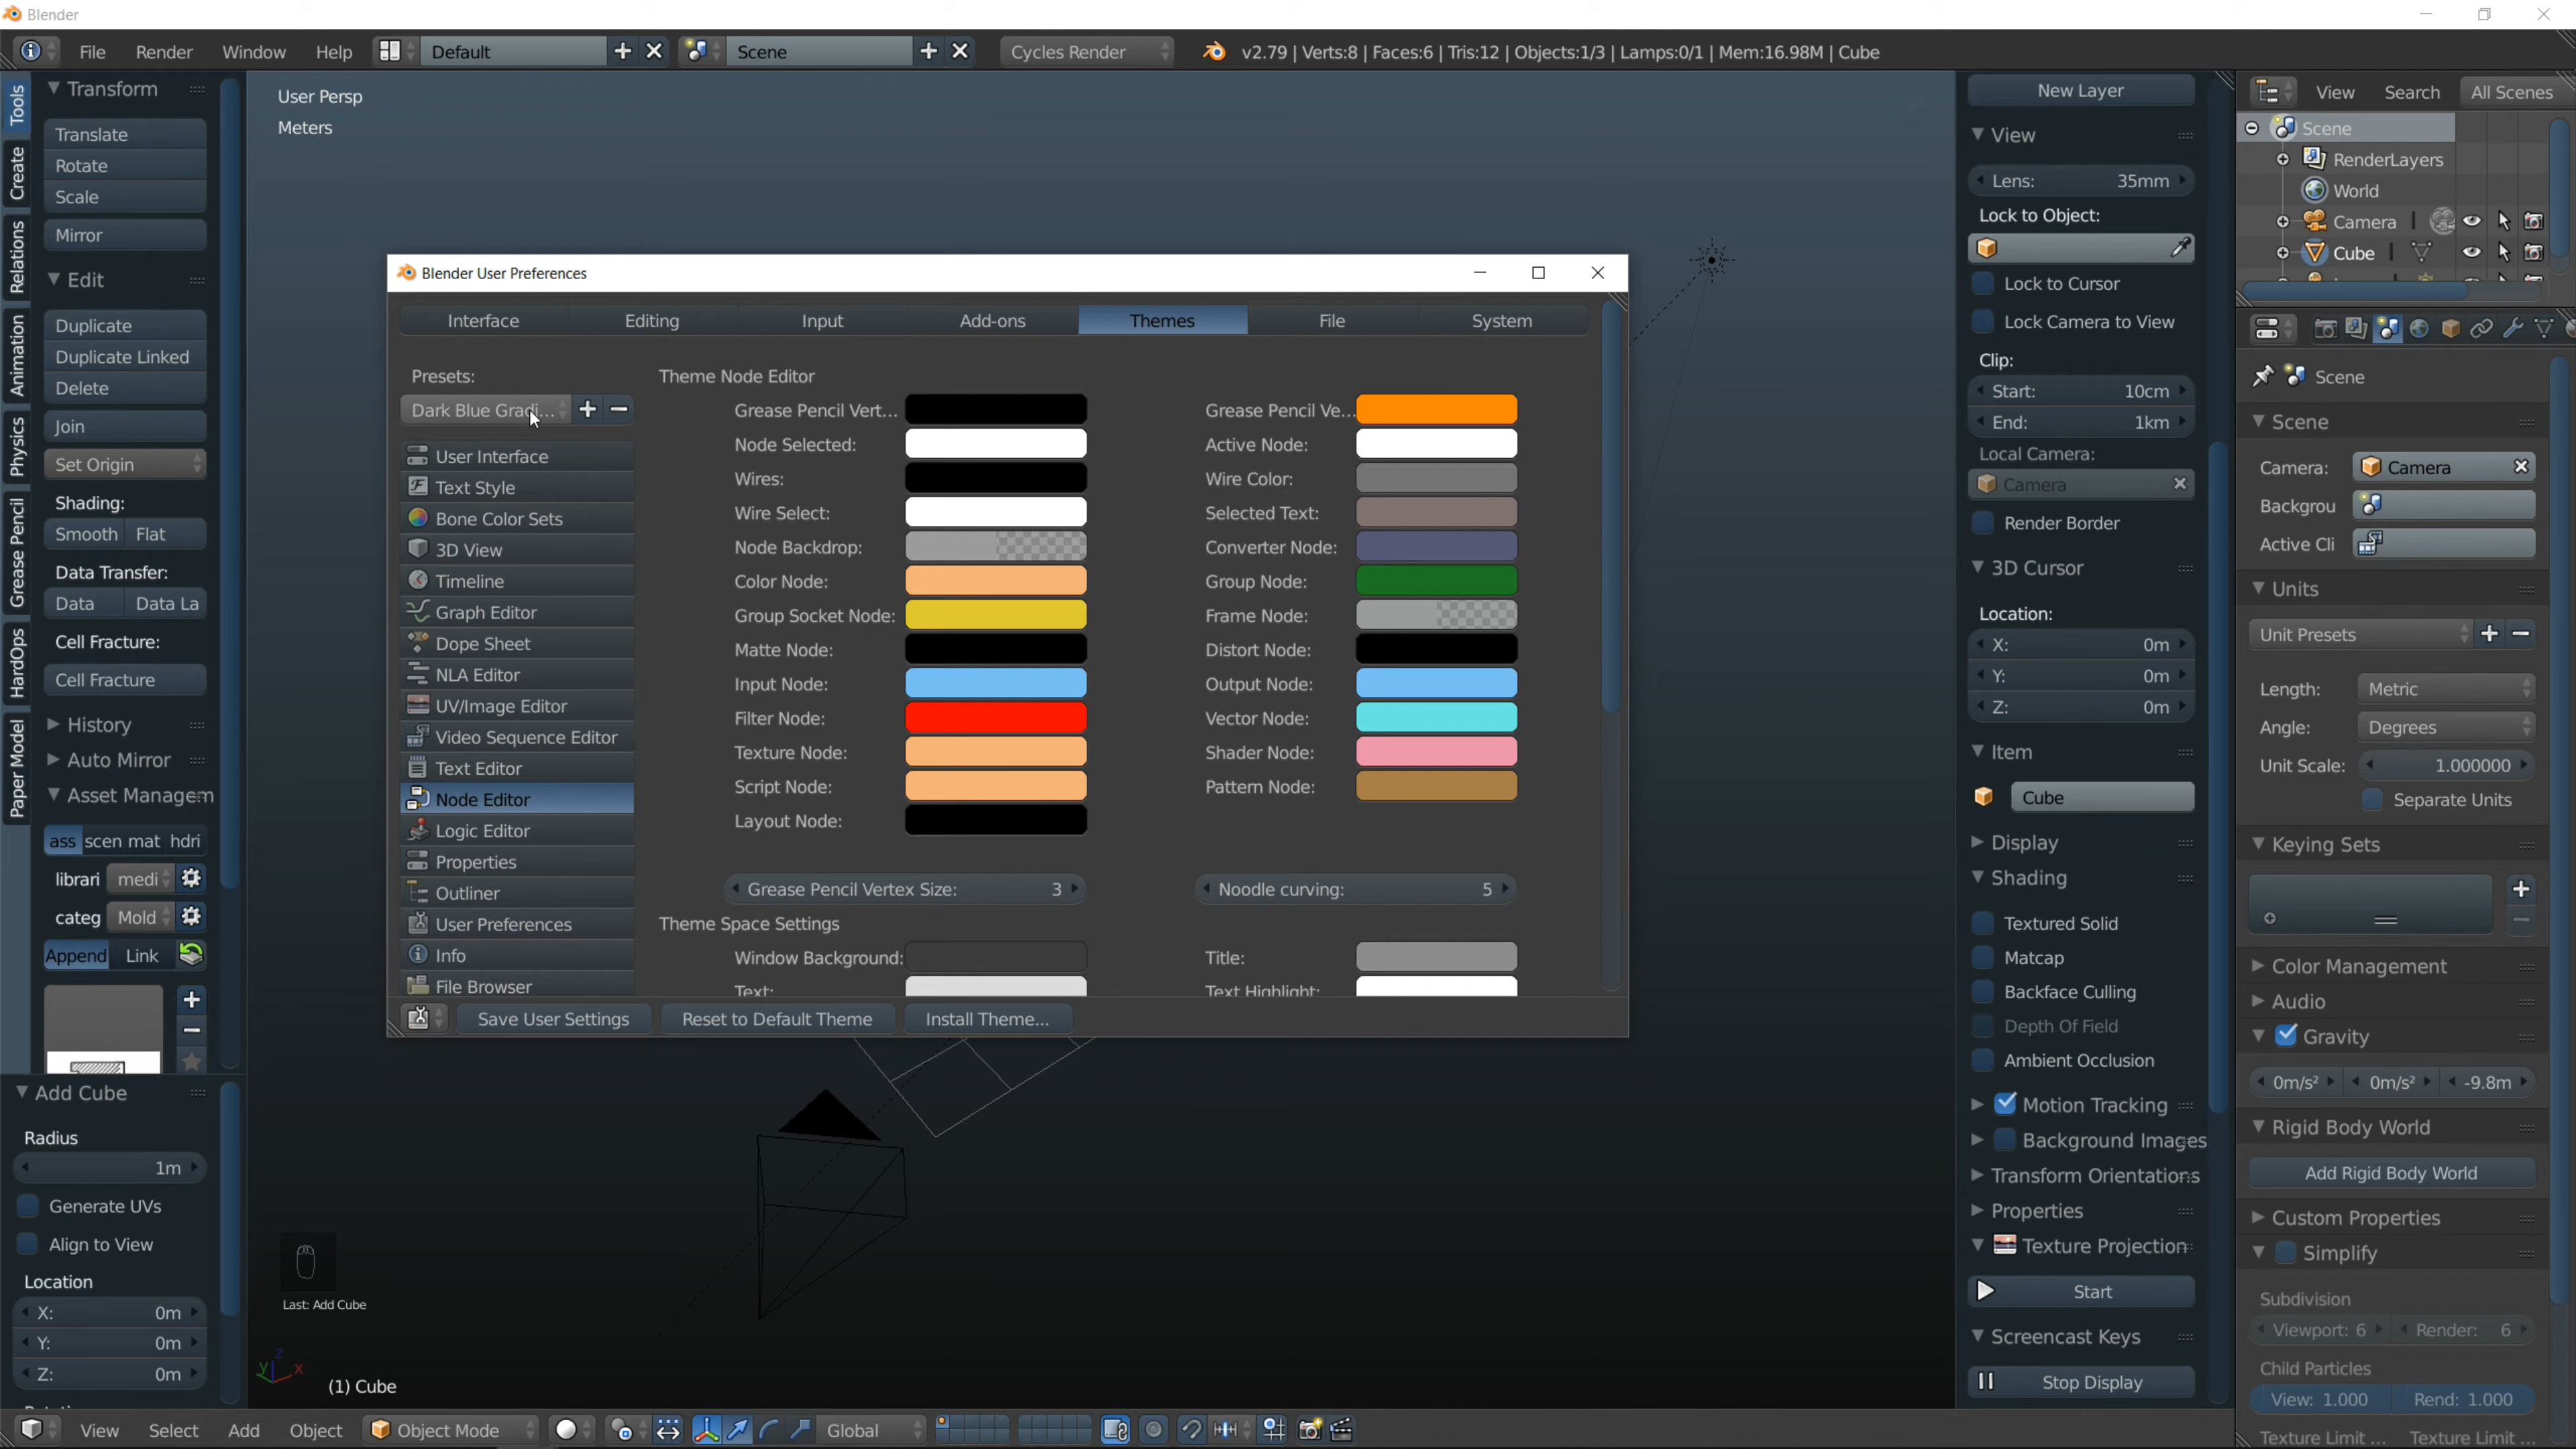 Blender
File Render Window Help Default Scene Cycles Render v2.79 | Verts:8 | Faces:6 | Tris:12 | Objects:1/3 | Lamps:0/1 | Mem:16.98M | Cube
Tools
Create
Relations
Animation
Physics
Grease Pencil
HardOps
Paper Model
Transform
Translate
Rotate
Scale
Mirror
Edit
Duplicate
Duplicate Linked
Delete
Join
Set Origin
Shading:
Smooth Flat
Data Transfer:
Data Data La
Cell Fracture:
Cell Fracture
History
Auto Mirror
Asset Managem
ass scen mat hdri
librari medi
categ Mold
Append Link
Add Cube
Radius
1m
Generate UVs
Align to View
Location
X: 0m
Y: 0m
Z: 0m
User Persp
Meters
Blender User Preferences
Interface Editing Input Add-ons Themes File System
Presets:
Dark Blue Gradi...
User Interface
Text Style
Bone Color Sets
3D View
Timeline
Graph Editor
Dope Sheet
NLA Editor
UV/Image Editor
Video Sequence Editor
Text Editor
Node Editor
Logic Editor
Properties
Outliner
User Preferences
Info
File Browser
Theme Node Editor
Grease Pencil Vert... Grease Pencil Ve...
Node Selected: Active Node:
Wires: Wire Color:
Wire Select: Selected Text:
Node Backdrop: Converter Node:
Color Node: Group Node:
Group Socket Node: Frame Node:
Matte Node: Distort Node:
Input Node: Output Node:
Filter Node: Vector Node:
Texture Node: Shader Node:
Script Node: Pattern Node:
Layout Node:
Grease Pencil Vertex Size: 3 Noodle curving: 5
Theme Space Settings
Window Background: Title:
Text: Text Highlight:
Save User Settings Reset to Default Theme Install Theme...
Last: Add Cube
y z x
(1) Cube
View Select Add Object Object Mode Global
New Layer
View
Lens: 35mm
Lock to Object:
Lock to Cursor
Lock Camera to View
Clip:
Start: 10cm
End: 1km
Local Camera:
Camera
Render Border
3D Cursor
Location:
X: 0m
Y: 0m
Z: 0m
Item
Cube
Display
Shading
Textured Solid
Matcap
Backface Culling
Depth Of Field
Ambient Occlusion
Motion Tracking
Background Images
Transform Orientations
Properties
Texture Projection
Start
Screencast Keys
Stop Display
View Search All Scenes
Scene
RenderLayers
World
Camera
Cube
Scene
Scene
Camera: Camera
Backgrou
Active Cli
Units
Unit Presets
Length: Metric
Angle: Degrees
Unit Scale: 1.000000
Separate Units
Keying Sets
Color Management
Audio
Gravity
0m/s² 0m/s² -9.8m
Rigid Body World
Add Rigid Body World
Custom Properties
Simplify
Subdivision
Viewport: 6 Render: 6
Child Particles
View: 1.000 Rend: 1.000
Texture Limit ... Texture Limit ...